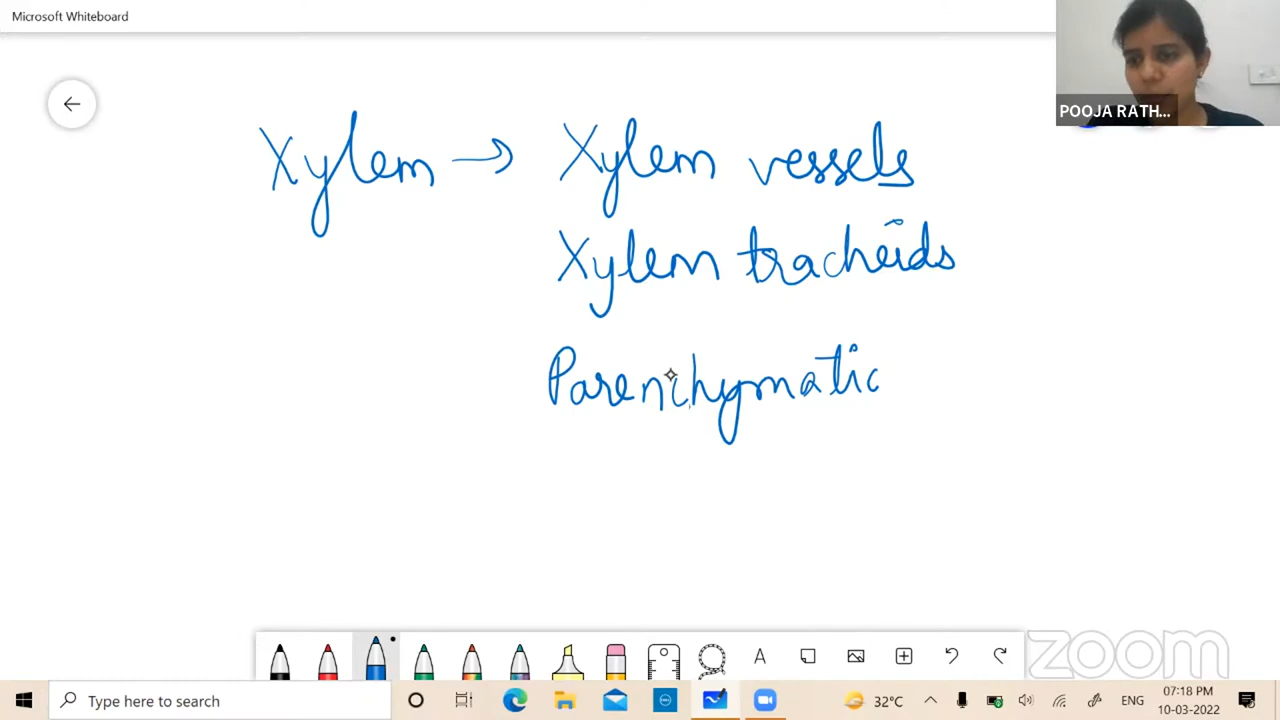 Microsoft Whiteboard
POOJA RATH...
Xylem → Xylem vessels
Xylem tracheids
Parenchymatic
A
zoom
Type here to search
32°C
ENG
07:18 PM
10-03-2022